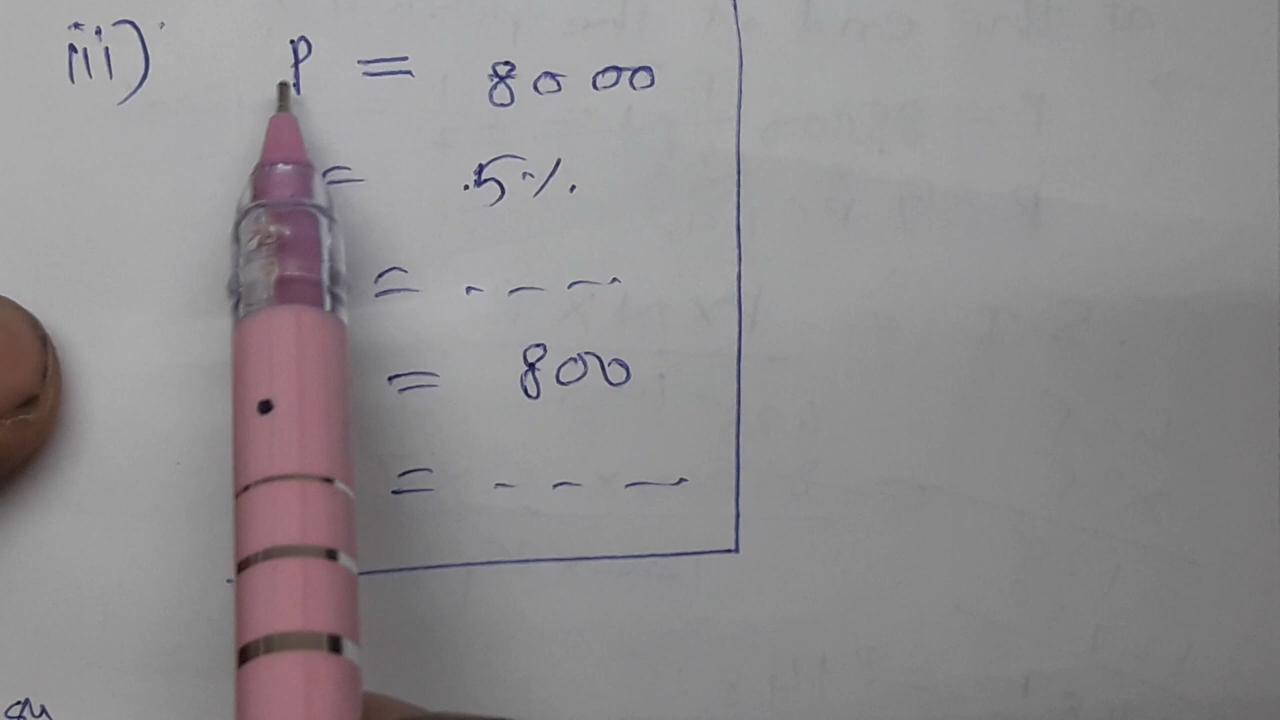 iii) P = 8000
= .5%
= - - -
= 800
= - - -